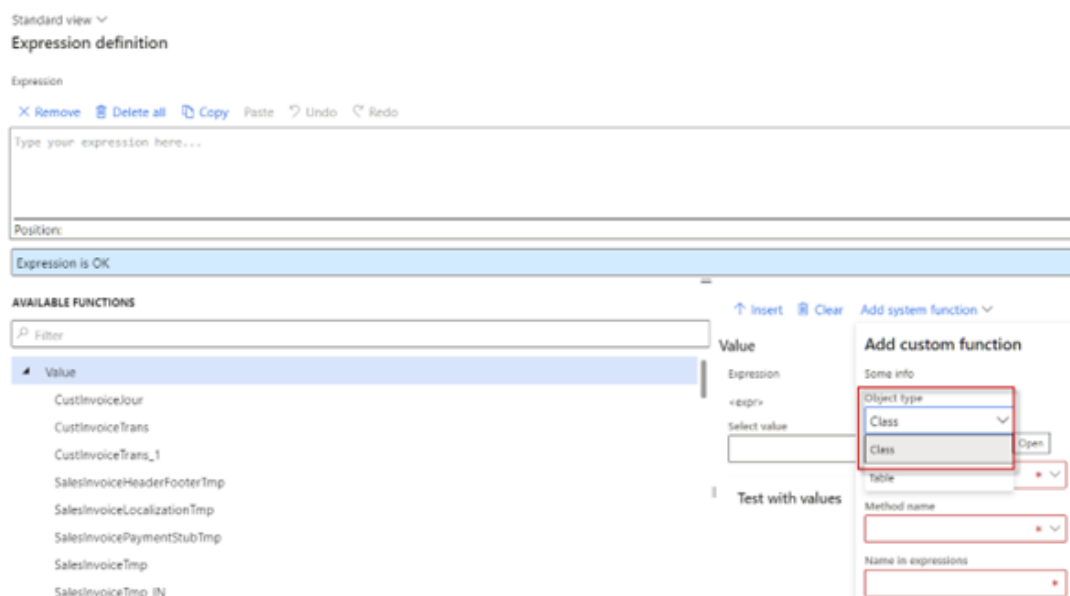 Standard view
Expression definition
Expression
Remove Delete all Copy Paste Undo Redo
Type your expression here...
Position:
Expression is OK
AVAILABLE FUNCTIONS
Filter
Value
CustInvoiceJour
CustInvoiceTrans
CustInvoiceTrans_1
SalesInvoiceHeaderFooterTmp
SalesInvoiceLocalizationTmp
SalesInvoicePaymentStubTmp
SalesInvoiceTmp
SalesInvoiceTmp_IN
Insert Clear Add system function
Value
Expression
<expr>
Select value
Test with values
Add custom function
Some info
Object type
Class
Class
Open
Table
*
Method name
*
Name in expressions
*